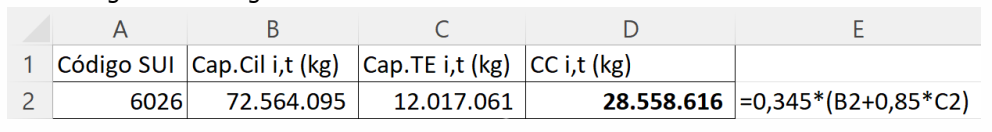 A B C D E
1 Código SUI Cap.Cil i,t (kg) Cap.TE i,t (kg) CC i,t (kg)
2 6026 72.564.095 12.017.061 28.558.616 =0,345*(B2+0,85*C2)